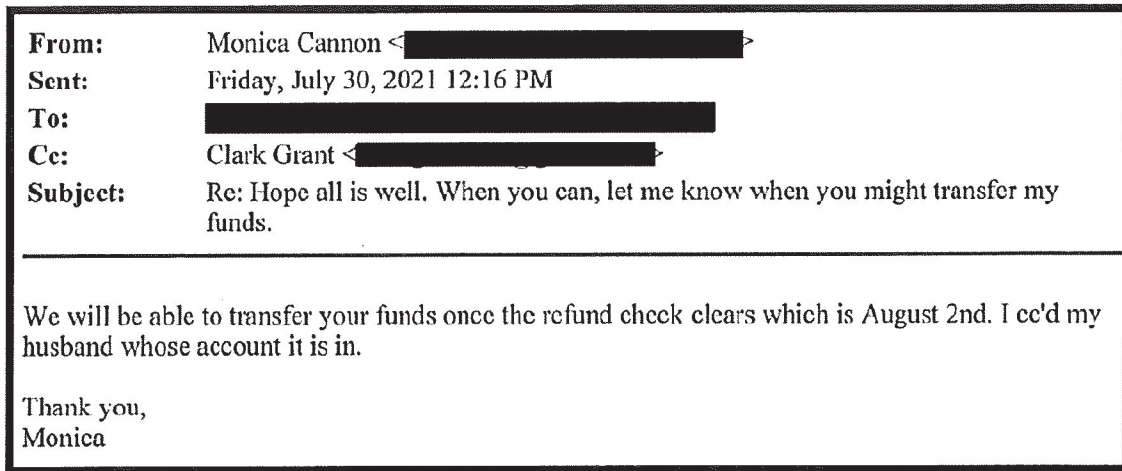 From: Monica Cannon < >
Sent: Friday, July 30, 2021 12:16 PM
To:
Cc: Clark Grant < >
Subject: Re: Hope all is well. When you can, let me know when you might transfer my
funds.
We will be able to transfer your funds once the refund check clears which is August 2nd. I cc'd my
husband whose account it is in.
Thank you,
Monica